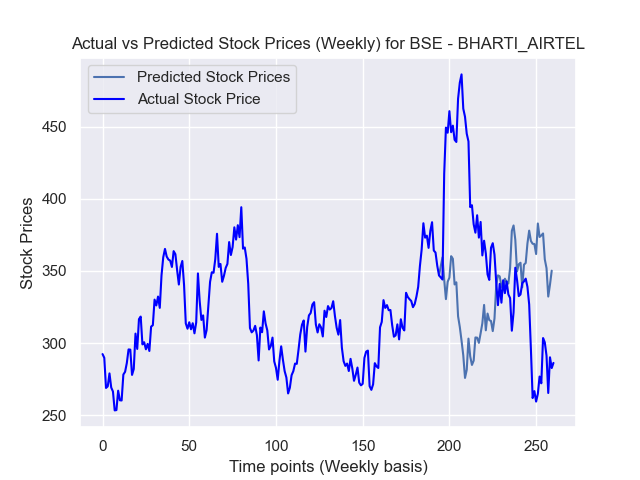 Actual vs Predicted Stock Prices (Weekly) for BSE - BHARTI_AIRTEL
Predicted Stock Prices
Actual Stock Price
Stock Prices
450
400
350
300
250
0 50 100 150 200 250
Time points (Weekly basis)